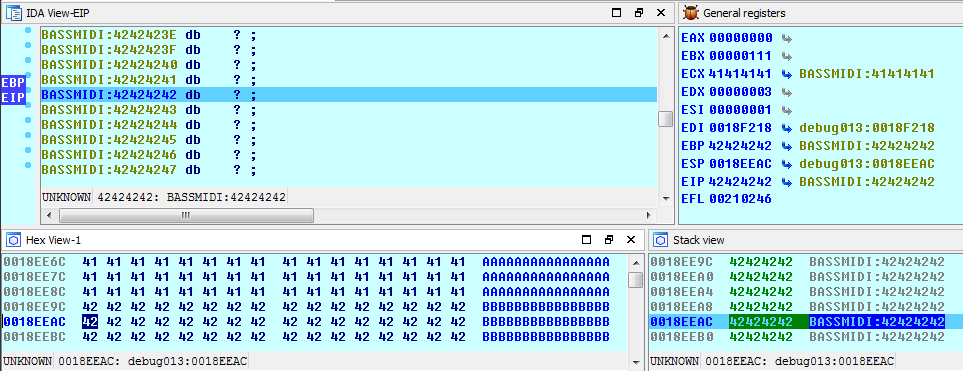 IDA View-EIP
BASSMIDI:4242423E db ? ;
BASSMIDI:4242423F db ? ;
BASSMIDI:42424240 db ? ;
BASSMIDI:42424241 db ? ;
EBP
BASSMIDI:42424242 db ? ;
EIP
BASSMIDI:42424243 db ? ;
BASSMIDI:42424244 db ? ;
BASSMIDI:42424245 db ? ;
BASSMIDI:42424246 db ? ;
BASSMIDI:42424247 db ? ;
UNKNOWN 42424242: BASSMIDI:42424242
General registers
EAX 00000000
EBX 00000111
ECX 41414141 BASSMIDI:41414141
EDX 00000003
ESI 00000001
EDI 0018F218 debug013:0018F218
EBP 42424242 BASSMIDI:42424242
ESP 0018EEAC debug013:0018EEAC
EIP 42424242 BASSMIDI:42424242
EFL 00210246
Hex View-1
0018EE6C 41 41 41 41 41 41 41 41 41 41 41 41 41 41 41 41 AAAAAAAAAAAAAAAA
0018EE7C 41 41 41 41 41 41 41 41 41 41 41 41 41 41 41 41 AAAAAAAAAAAAAAAA
0018EE8C 41 41 41 41 41 41 41 41 41 41 41 41 41 41 41 41 AAAAAAAAAAAAAAAA
0018EE9C 42 42 42 42 42 42 42 42 42 42 42 42 42 42 42 42 BBBBBBBBBBBBBBBB
0018EEAC 42 42 42 42 42 42 42 42 42 42 42 42 42 42 42 42 BBBBBBBBBBBBBBBB
0018EEBC 42 42 42 42 42 42 42 42 42 42 42 42 42 42 42 42 BBBBBBBBBBBBBBBB
UNKNOWN 0018EEAC: debug013:0018EEAC
Stack view
0018EE9C 42424242 BASSMIDI:42424242
0018EEA0 42424242 BASSMIDI:42424242
0018EEA4 42424242 BASSMIDI:42424242
0018EEA8 42424242 BASSMIDI:42424242
0018EEAC 42424242 BASSMIDI:42424242
0018EEB0 42424242 BASSMIDI:42424242
UNKNOWN 0018EEAC: debug013:0018EEAC